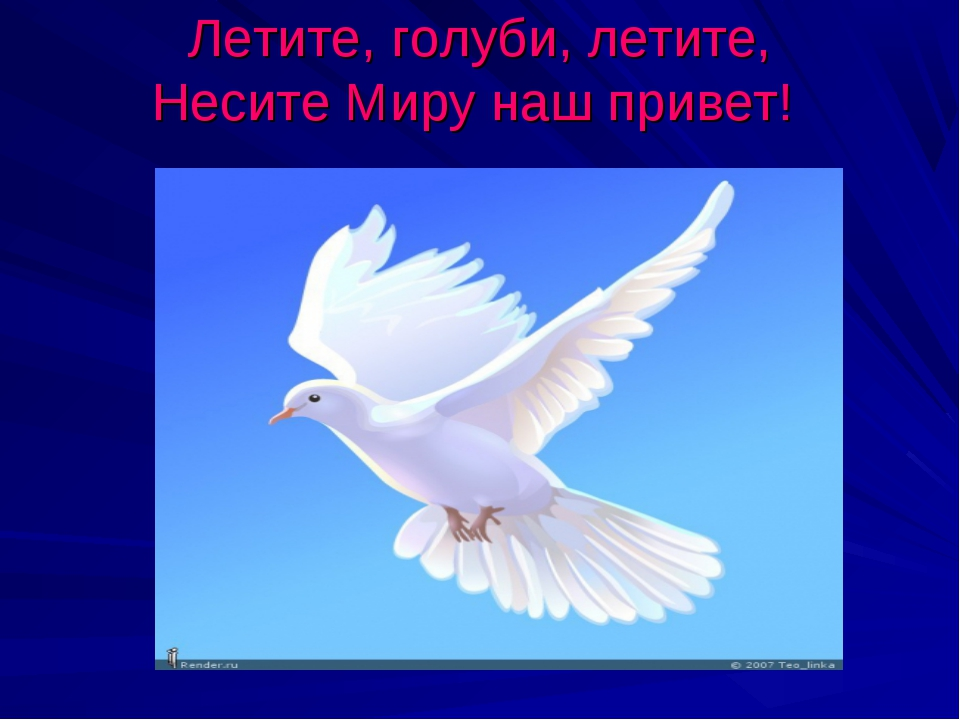 Летите, голуби, летите,
Несите Миру наш привет!
Render.ru
© 2007 Teo_linka